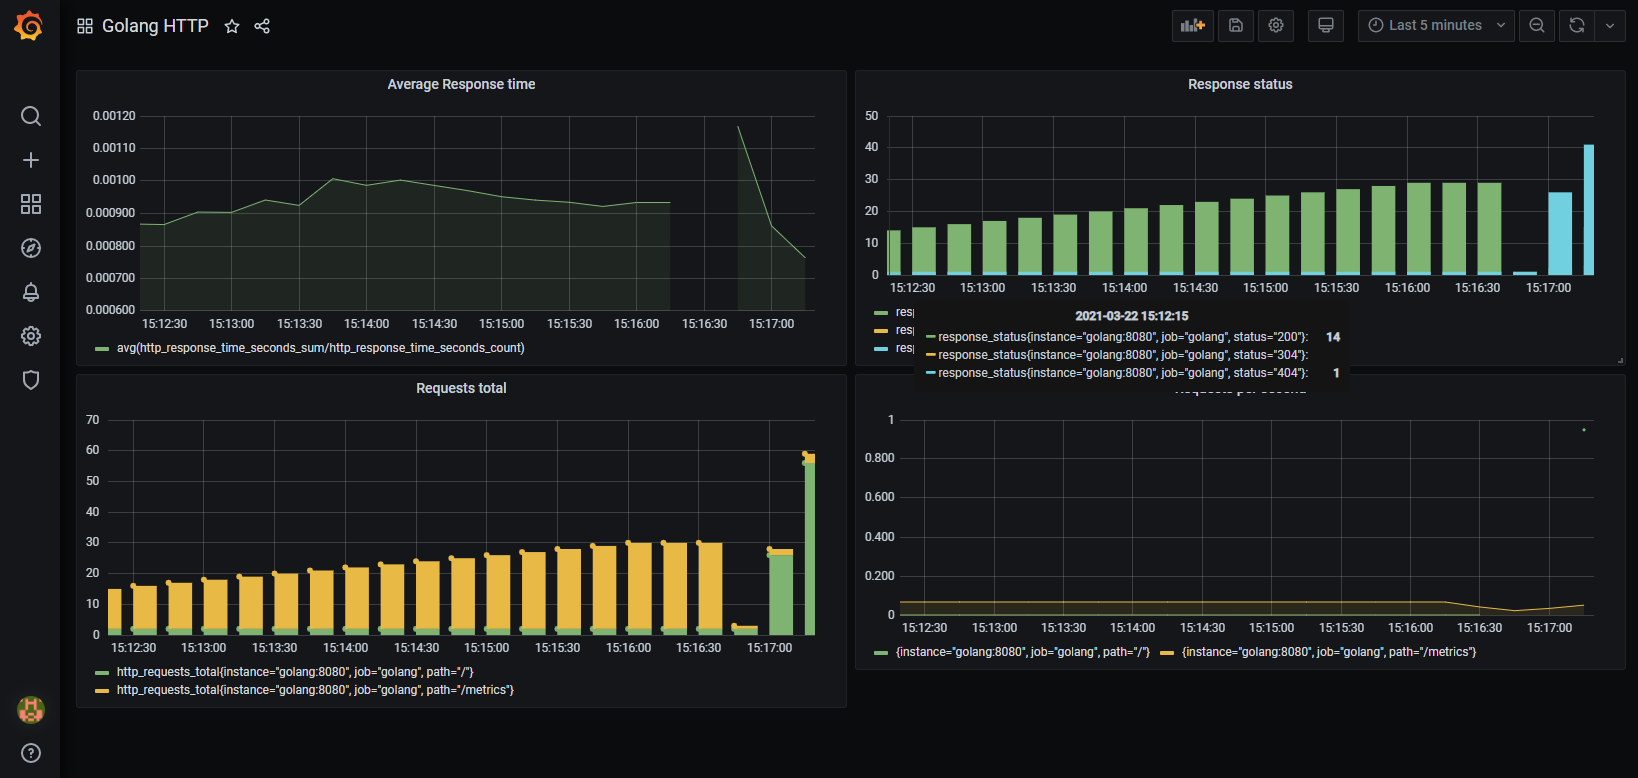 Golang HTTP
Last 5 minutes
Average Response time
0.00120
0.00110
0.00100
0.000900
0.000800
0.000700
0.000600
15:12:30 15:13:00 15:13:30 15:14:00 15:14:30 15:15:00 15:15:30 15:16:00 15:16:30 15:17:00
avg(http_response_time_seconds_sum/http_response_time_seconds_count)
Response status
50
40
30
20
10
0
15:12:30 15:13:00 15:13:30 15:14:00 15:14:30 15:15:00 15:15:30 15:16:00 15:16:30 15:17:00
2021-03-22 15:12:15
response_status{instance="golang:8080", job="golang", status="200"}: 14
response_status{instance="golang:8080", job="golang", status="304"}:
response_status{instance="golang:8080", job="golang", status="404"}: 1
Requests total
70
60
50
40
30
20
10
0
15:12:30 15:13:00 15:13:30 15:14:00 15:14:30 15:15:00 15:15:30 15:16:00 15:16:30 15:17:00
http_requests_total{instance="golang:8080", job="golang", path="/"}
http_requests_total{instance="golang:8080", job="golang", path="/metrics"}
Requests per second
1
0.800
0.600
0.400
0.200
0
15:12:30 15:13:00 15:13:30 15:14:00 15:14:30 15:15:00 15:15:30 15:16:00 15:16:30 15:17:00
{instance="golang:8080", job="golang", path="/"} {instance="golang:8080", job="golang", path="/metrics"}